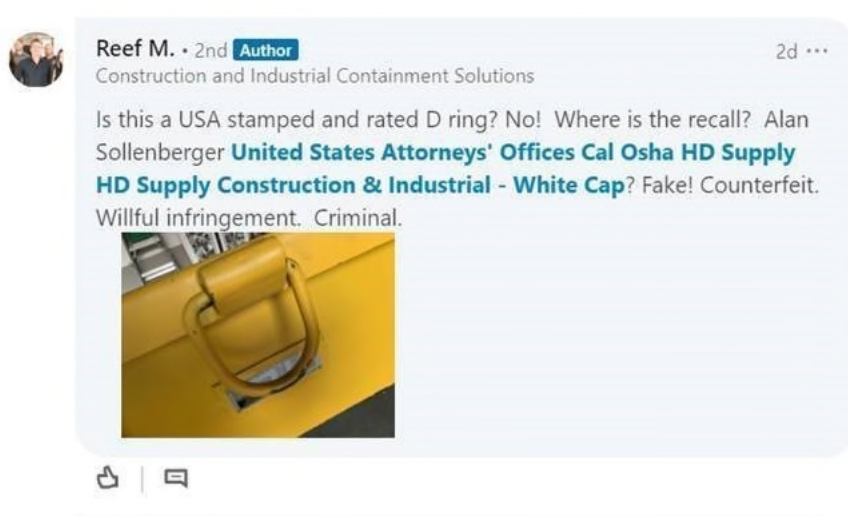 Reef M. • 2nd Author
2d ...
Construction and Industrial Containment Solutions
Is this a USA stamped and rated D ring? No!  Where is the recall?  Alan
Sollenberger United States Attorneys' Offices Cal Osha HD Supply
HD Supply Construction & Industrial - White Cap? Fake! Counterfeit.
Willful infringement.  Criminal.